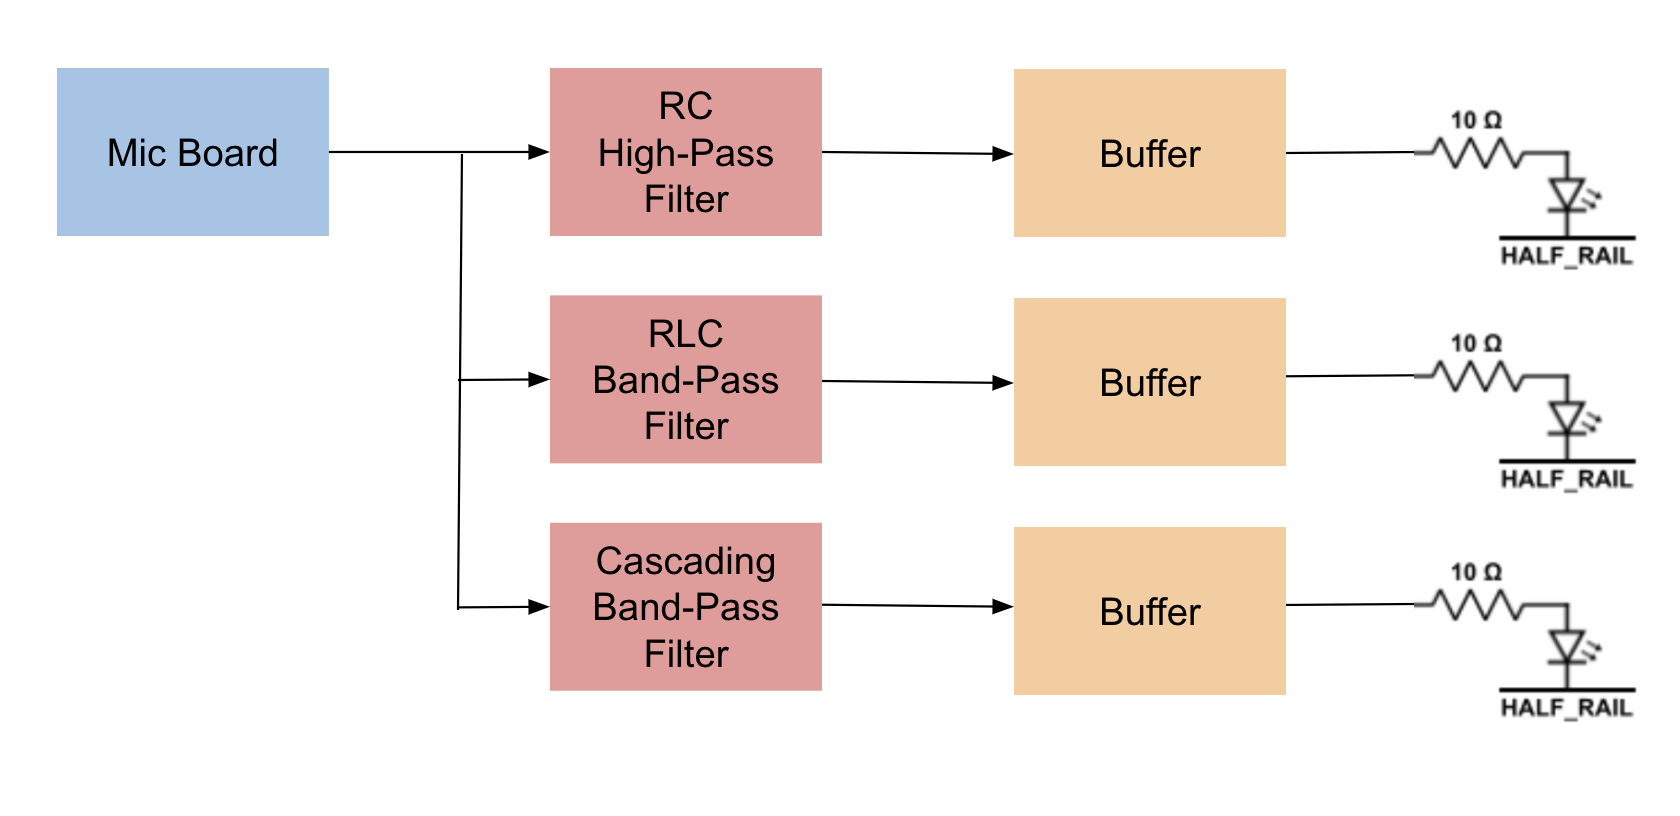 Mic Board
RC
High-Pass
Filter
Buffer
10 Ω
HALF_RAIL
RLC
Band-Pass
Filter
Buffer
10 Ω
HALF_RAIL
Cascading
Band-Pass
Filter
Buffer
10 Ω
HALF_RAIL